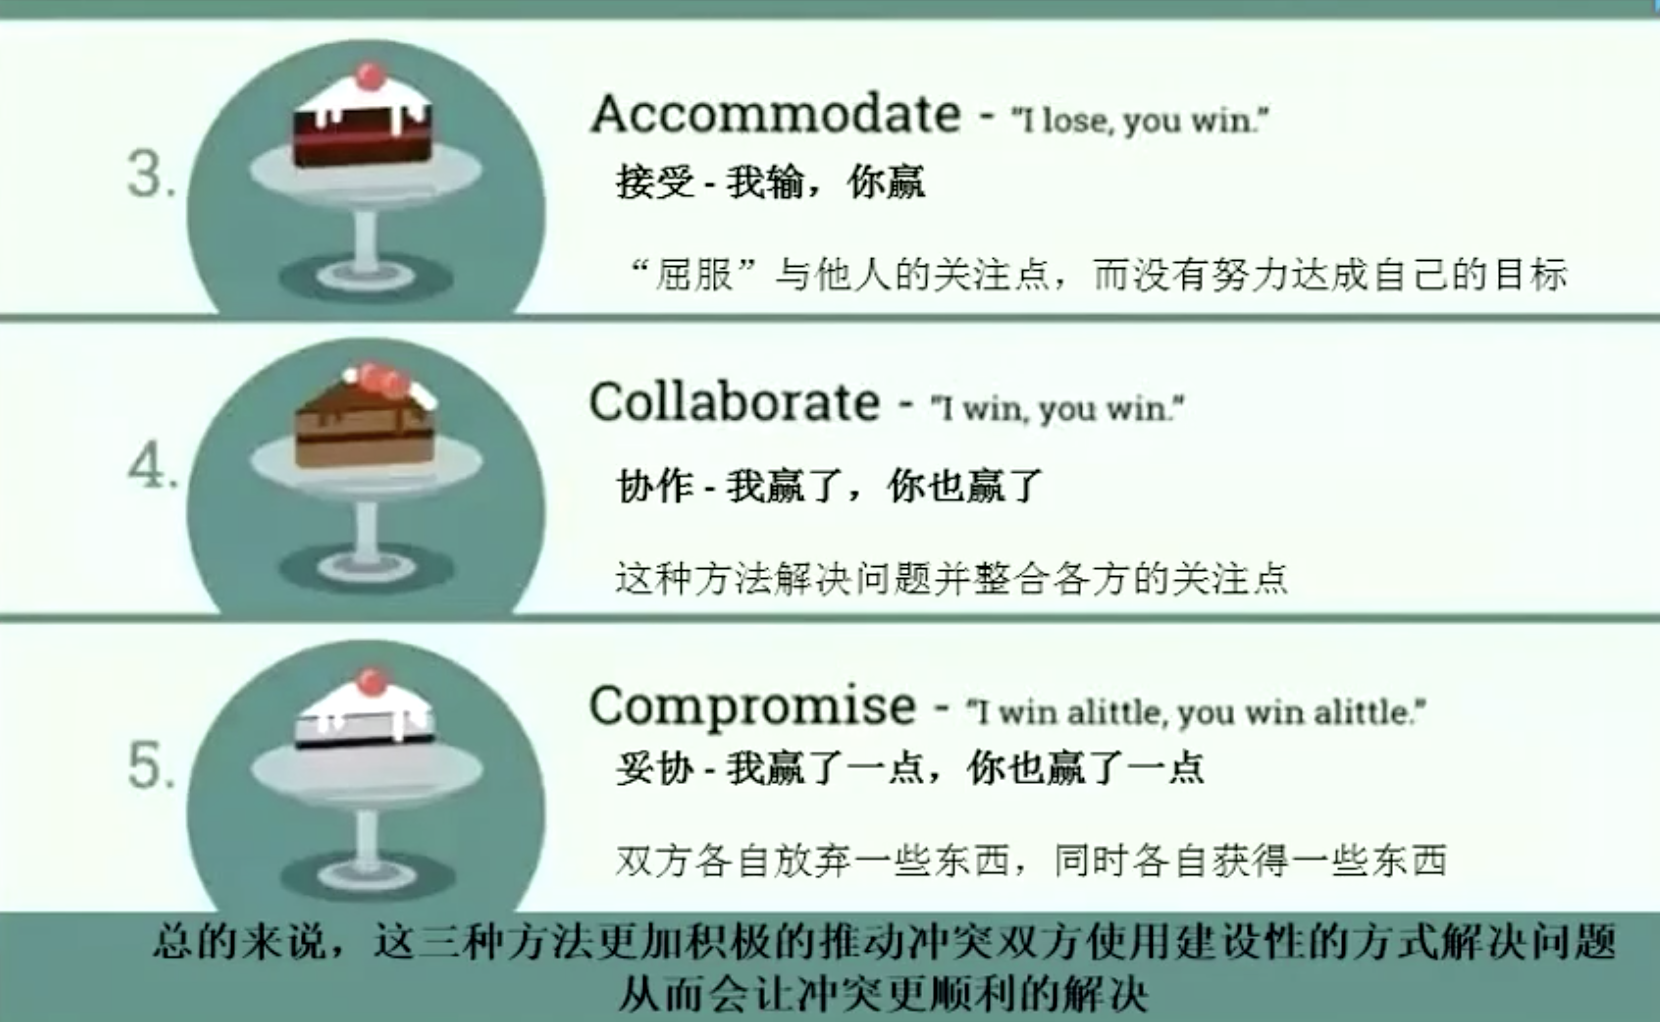 3.
Accommodate - "I lose, you win."
接受 - 我输，你赢
“屈服”与他人的关注点，而没有努力达成自己的目标
4.
Collaborate - "I win, you win."
协作 - 我赢了，你也赢了
这种方法解决问题并整合各方的关注点
5.
Compromise - "I win alittle, you win alittle."
妥协 - 我赢了一点，你也赢了一点
双方各自放弃一些东西，同时各自获得一些东西
总的来说，这三种方法更加积极的推动冲突双方使用建设性的方式解决问题
从而会让冲突更顺利的解决